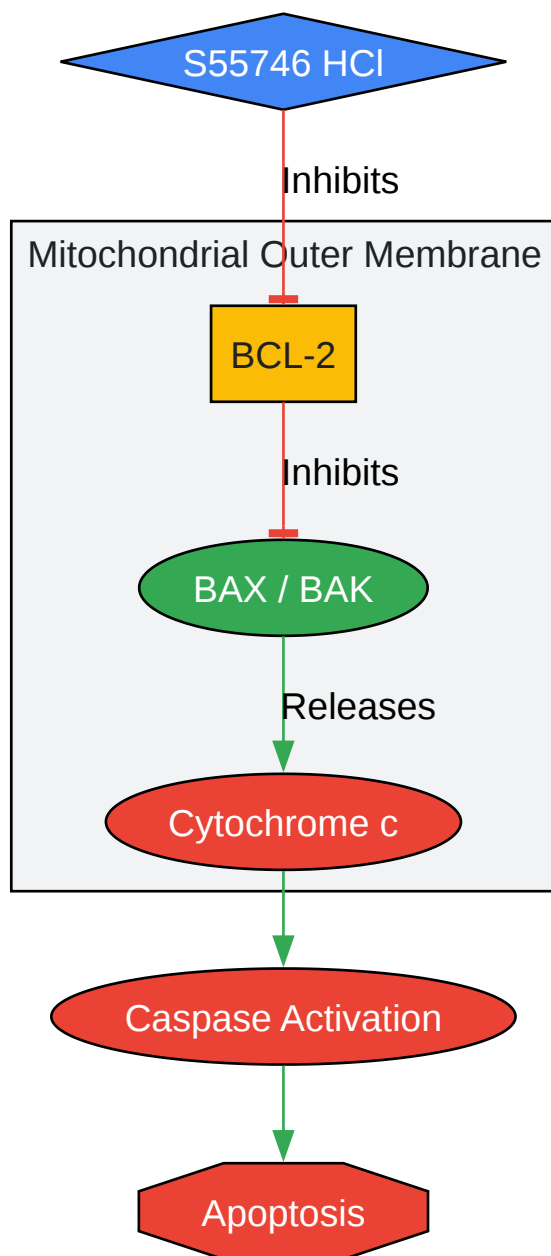 S55746 HCl
Inhibits
Mitochondrial Outer Membrane
BCL-2
Inhibits
BAX / BAK
Releases
Cytochrome c
Caspase Activation
Apoptosis